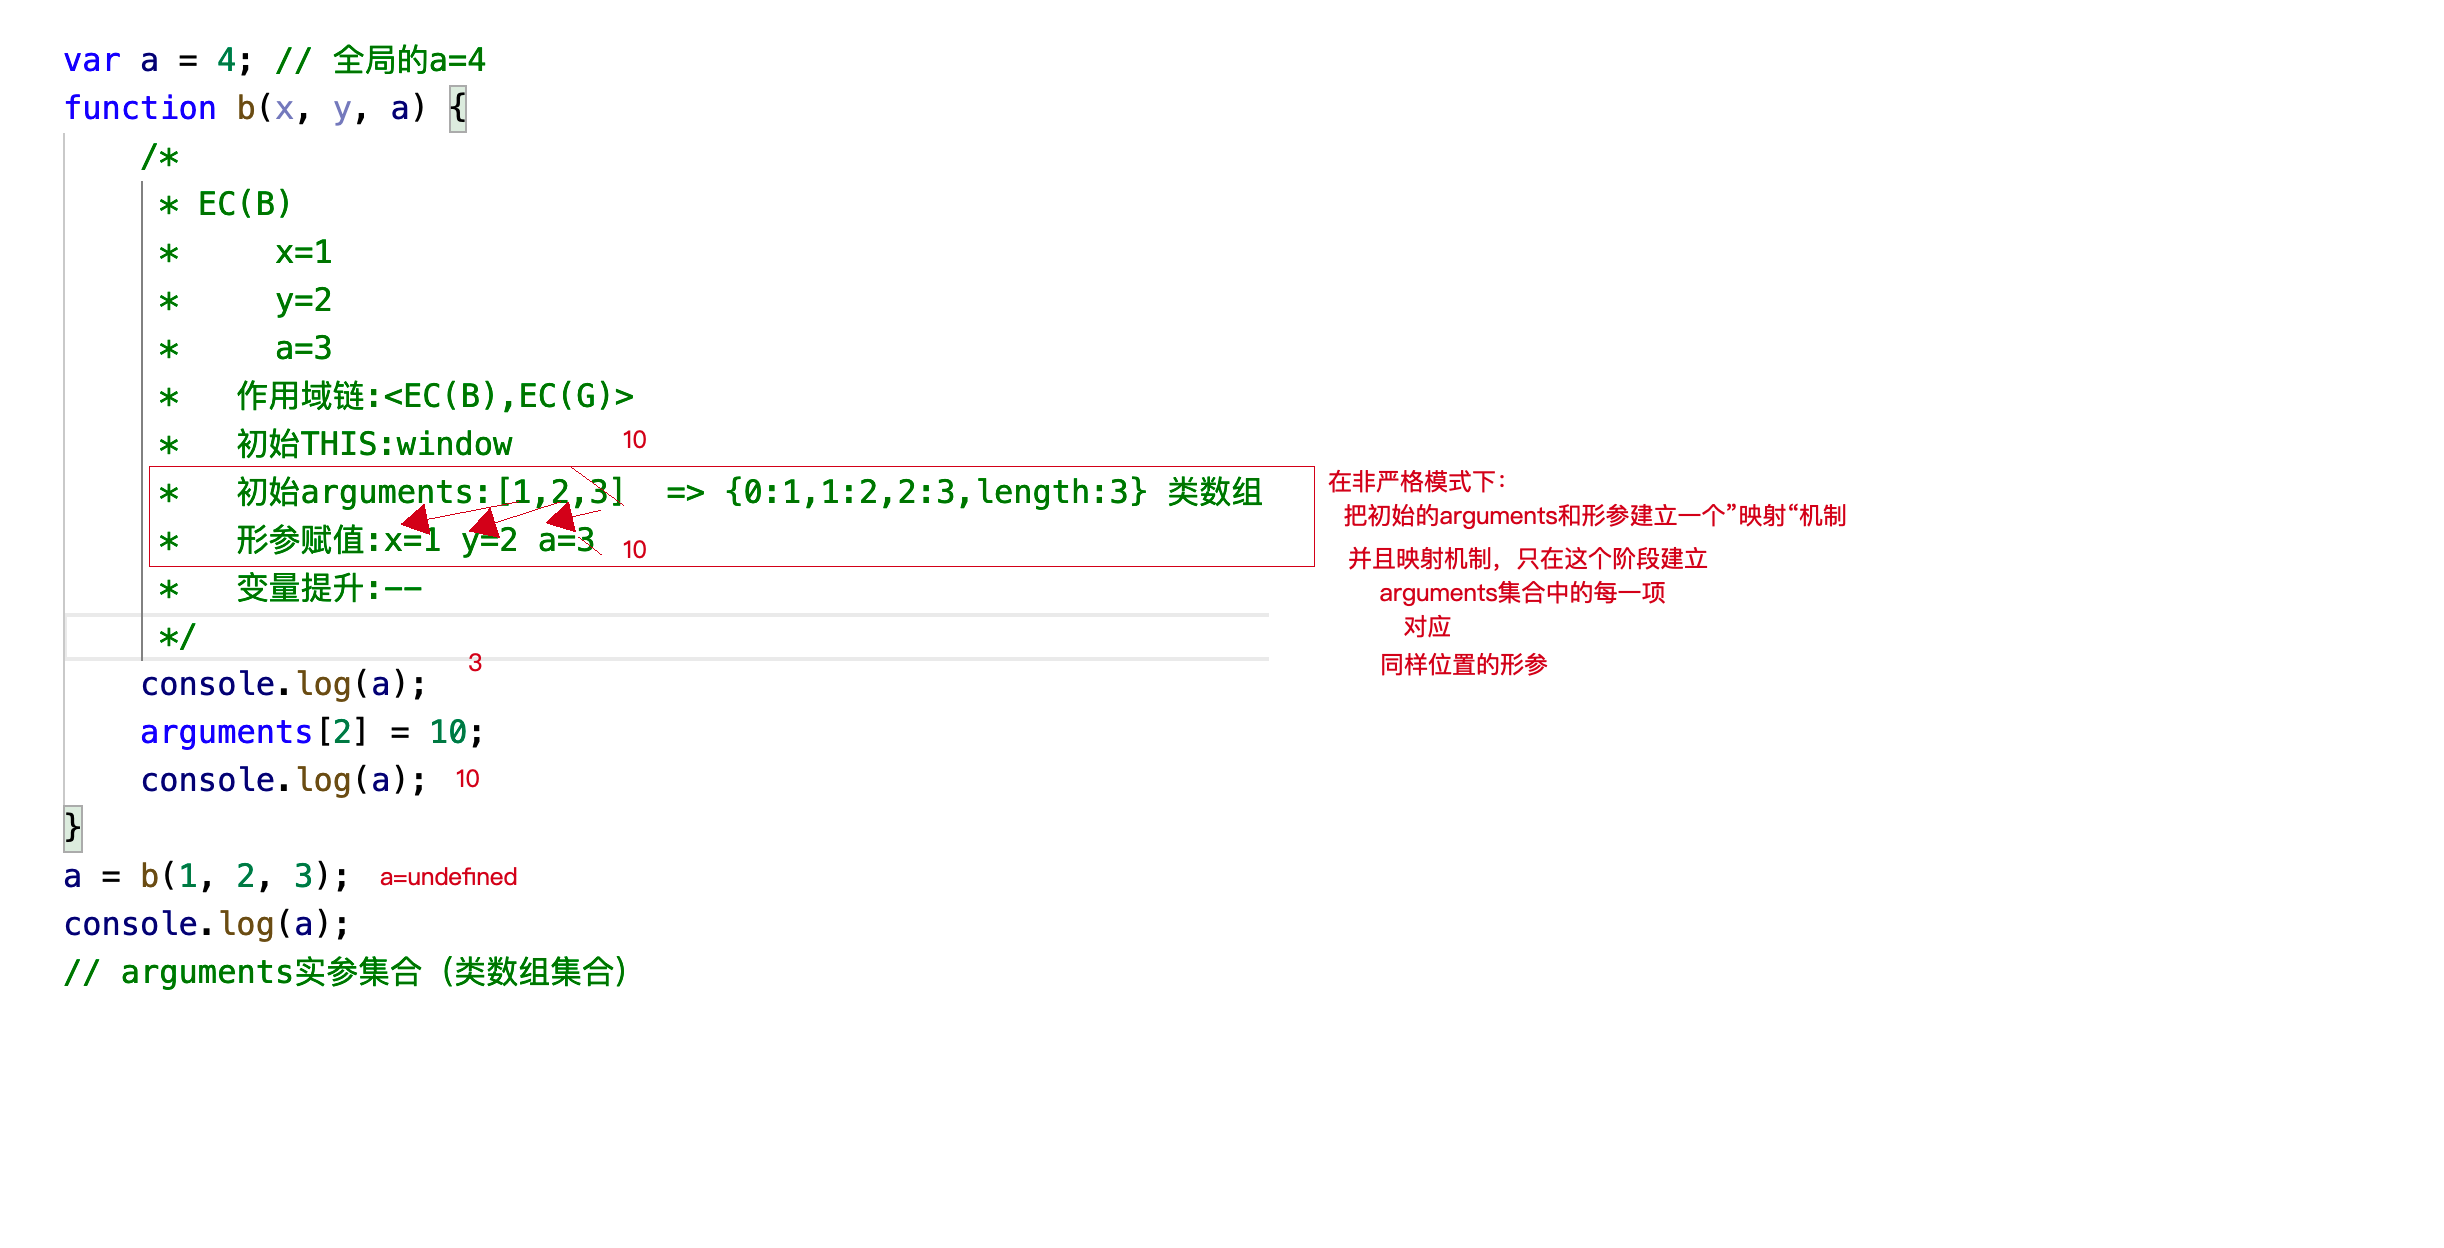 var a = 4; // 全局的a=4
function b(x, y, a) {
/*
* EC(B)
* x=1
* y=2
* a=3
* 作用域链:<EC(B),EC(G)>
* 初始THIS:window
10
* 初始arguments:[1,2,3] => {0:1,1:2,2:3,length:3} 类数组
* 形参赋值:x=1 y=2 a=3
10
* 变量提升:--
*/
在非严格模式下：
把初始的arguments和形参建立一个”映射“机制
并且映射机制，只在这个阶段建立
arguments集合中的每一项
对应
同样位置的形参
console.log(a);
3
arguments[2] = 10;
console.log(a);
10
}
a = b(1, 2, 3);
a=undefined
console.log(a);
// arguments实参集合（类数组集合）